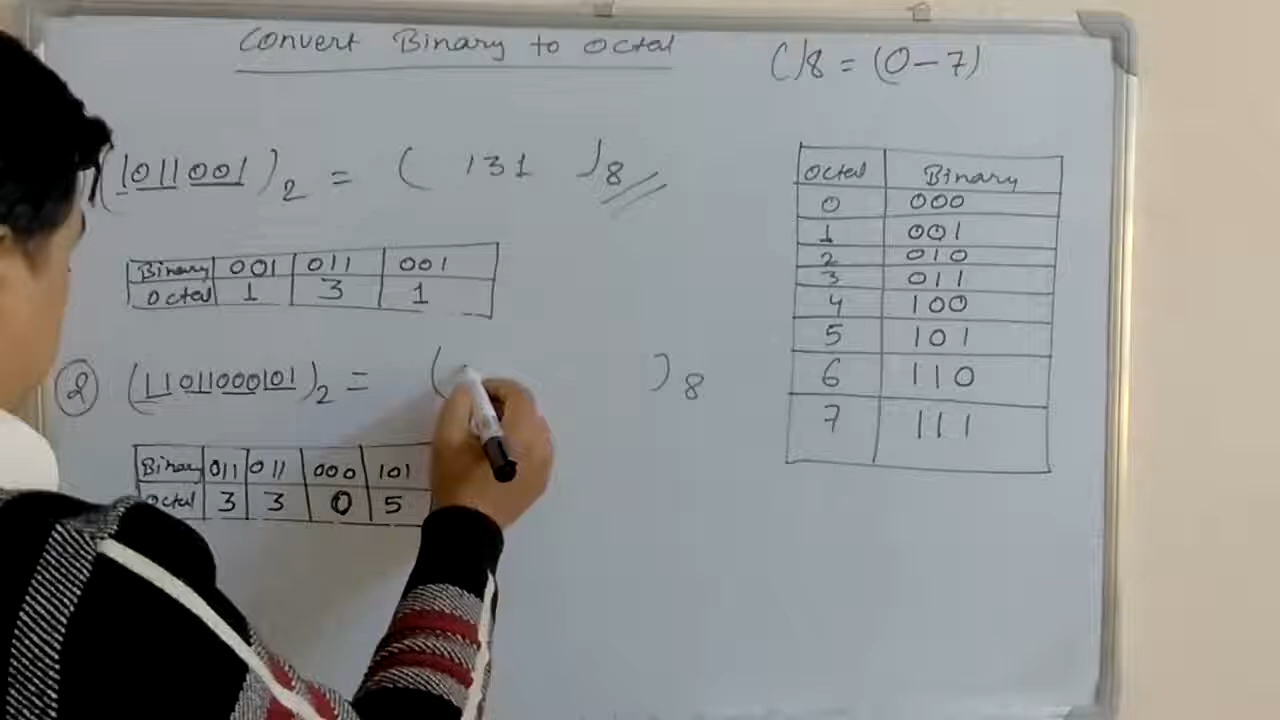 Convert Binary to Octal
( )8 = (0-7)
(1011001)2 = ( 131 )8
Binary 001 011 001
Octal 1 3 1
2 (11011000101)2 = ( )8
Binary 011 011 000 101
Octal 3 3 0 5
Octal Binary
0 000
1 001
2 010
3 011
4 100
5 101
6 110
7 111